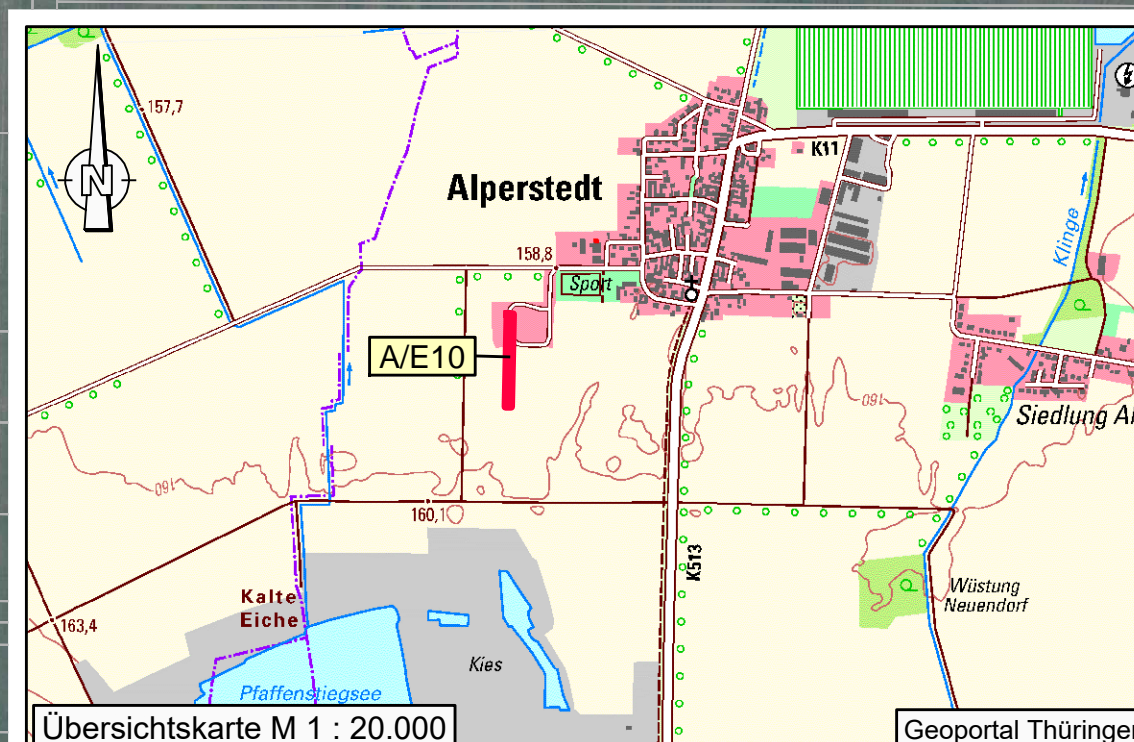 157,7
N
Alperstedt
K11
Klinge
158,8
Sport
A/E10
160
160
Siedlung
160,1
K513
Kalte
Eiche
163,4
Wüstung
Neuendorf
Kies
Pfaffenstiegsee
Übersichtskarte M 1 : 20.000
Geoportal